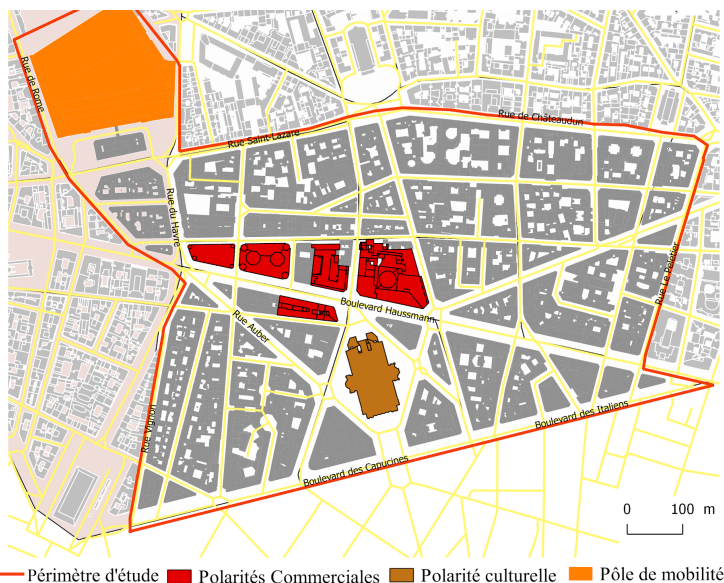 Rue de Rome
Rue de Châteaudun
Rue Saint-Lazare
Rue du Havre
Rue Le Peletier
Boulevard Haussmann
Rue Auber
Rue Vignon
Boulevard des Italiens
Boulevard des Capucines
0 100 m
Périmètre d'étude Polarités Commerciales Polarité culturelle Pôle de mobilité